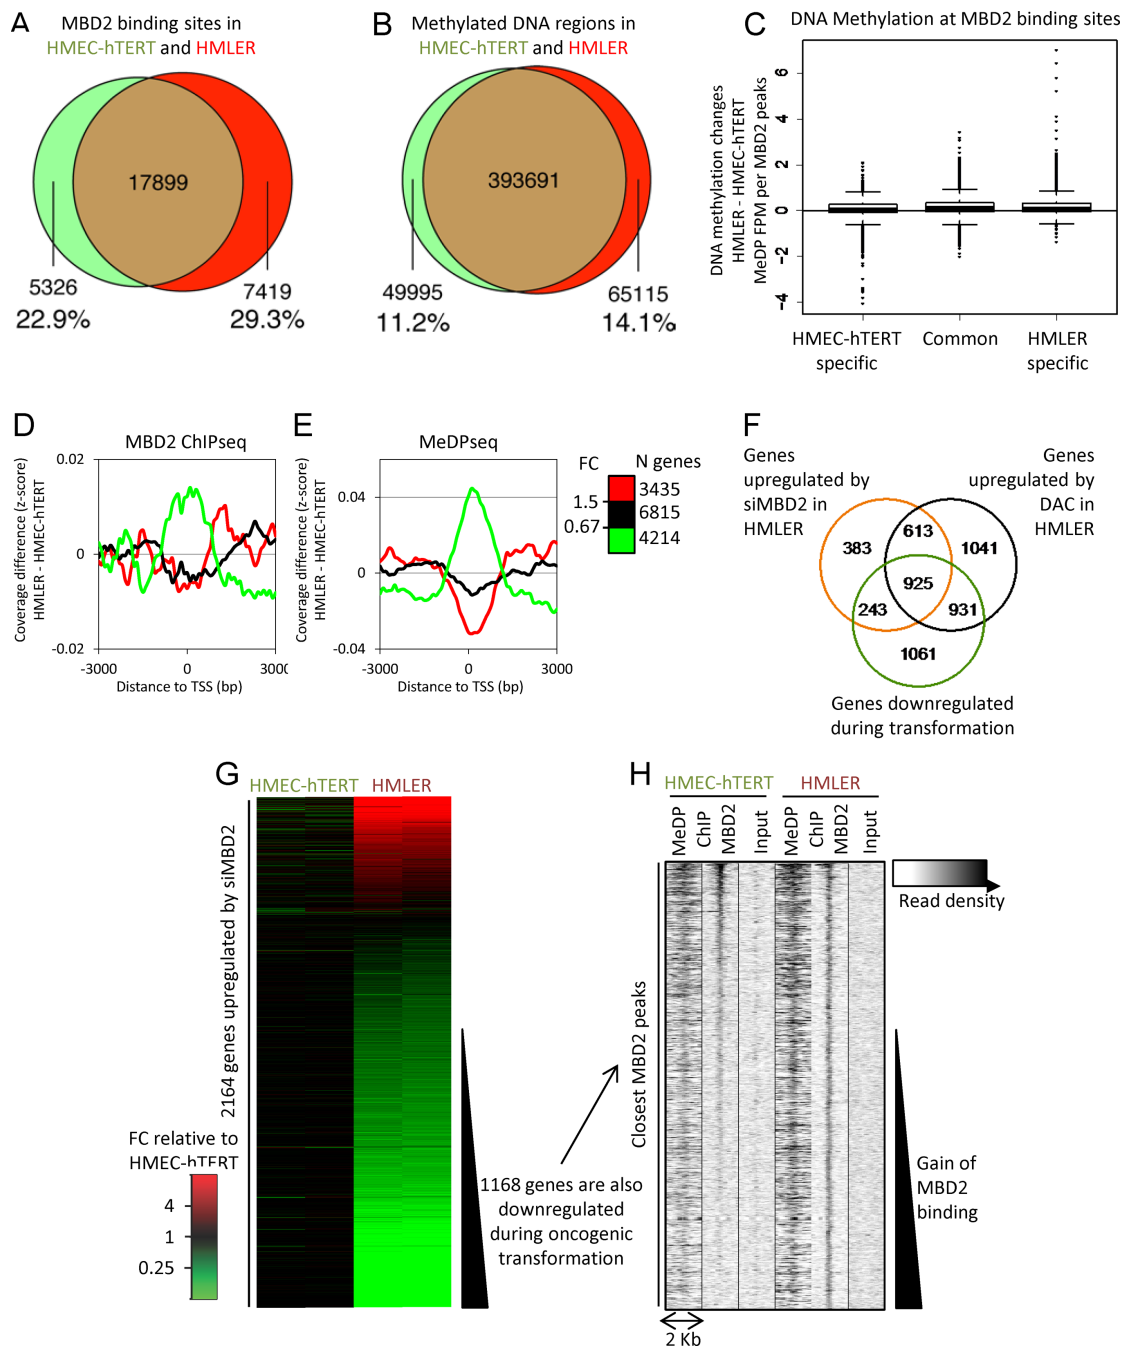 A
MBD2 binding sites in
HMEC-hTERT and HMLER
17899
5326
22.9%
7419
29.3%
B
Methylated DNA regions in
HMEC-hTERT and HMLER
393691
49995
11.2%
65115
14.1%
C
DNA Methylation at MBD2 binding sites
DNA methylation changes
HMLER - HMEC-hTERT
MeDP FPM per MBD2 peaks
6
4
2
0
-2
-4
HMEC-hTERT
specific
Common
HMLER
specific
D
MBD2 ChIPseq
Coverage difference (z-score)
HMLER - HMEC-hTERT
0.02
0
-0.02
-3000
0
3000
Distance to TSS (bp)
E
MeDPseq
Coverage difference (z-score)
HMLER - HMEC-hTERT
0.04
0
-0.04
-3000
0
3000
Distance to TSS (bp)
FC
N genes
1.5
0.67
3435
6815
4214
F
Genes
upregulated by
siMBD2 in
HMLER
Genes
upregulated by
DAC in
HMLER
383
613
1041
925
243
931
1061
Genes downregulated
during transformation
G
HMEC-hTERT
HMLER
2164 genes upregulated by siMBD2
FC relative to
HMEC-hTERT
4
1
0.25
1168 genes are also
downregulated
during oncogenic
transformation
H
HMEC-hTERT
HMLER
MeDP
ChIP
MBD2
Input
MeDP
ChIP
MBD2
Input
Read density
Closest MBD2 peaks
Gain of
MBD2
binding
2 Kb